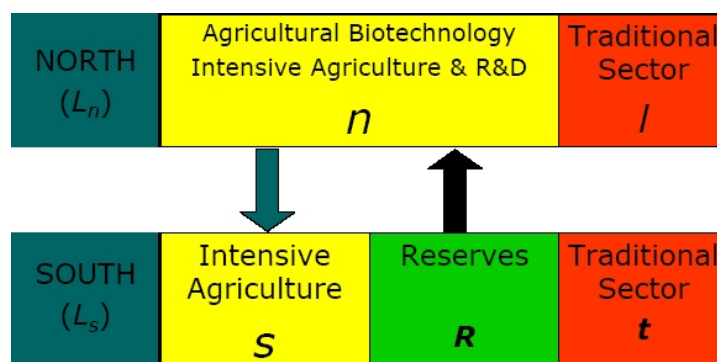 NORTH
(Ln)
Agricultural Biotechnology
Intensive Agriculture & R&D
n
Traditional
Sector
l
SOUTH
(Ls)
Intensive
Agriculture
s
Reserves
R
Traditional
Sector
t